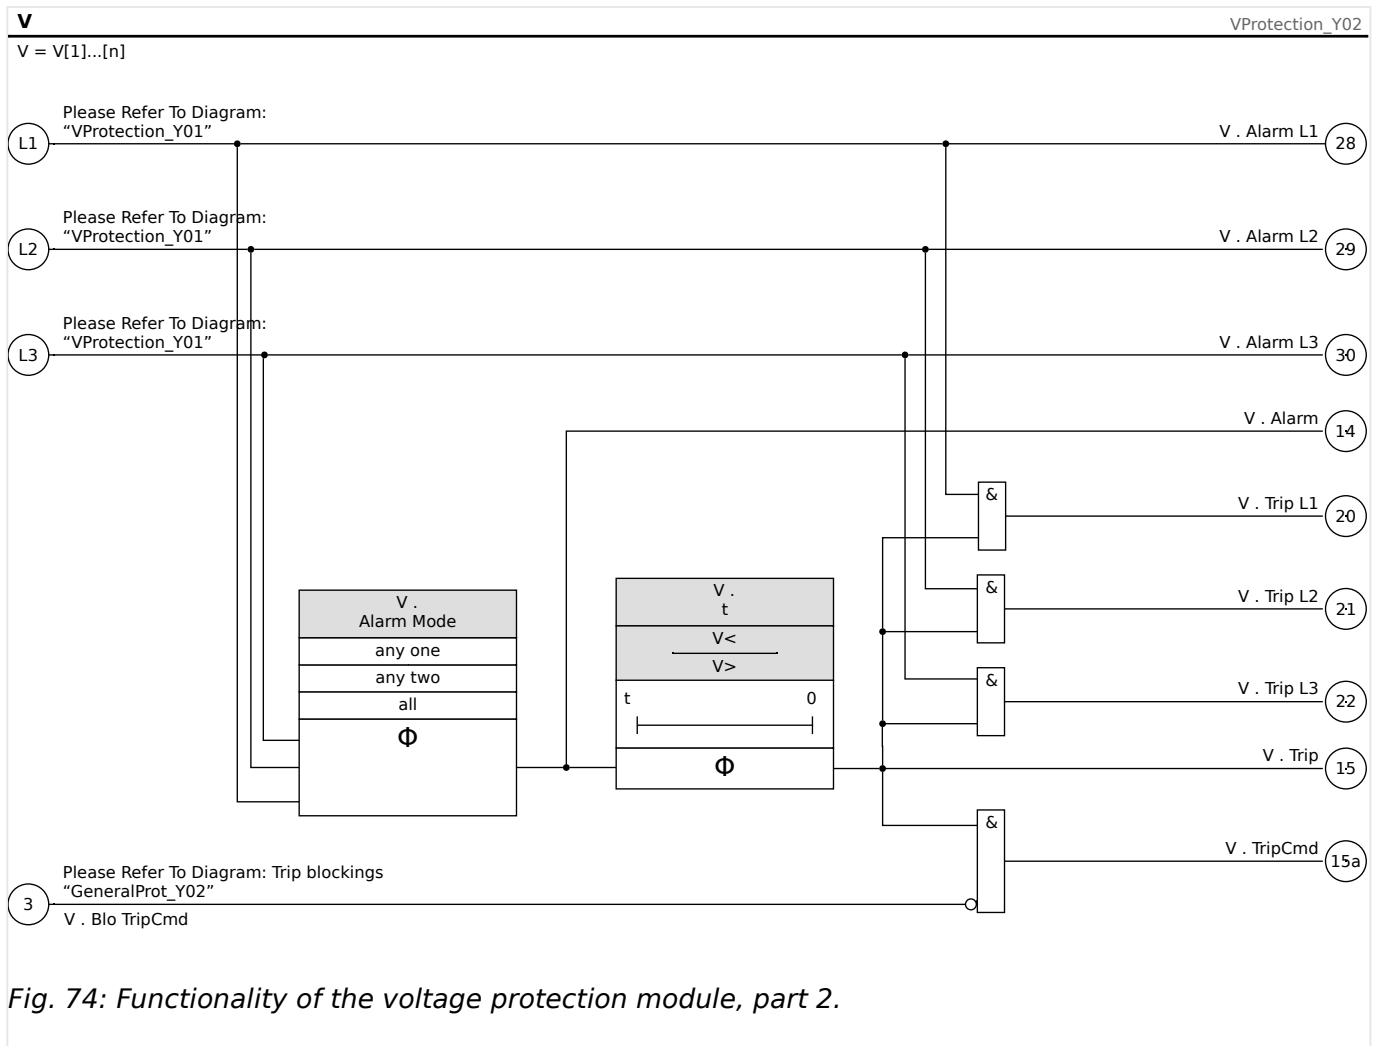 V
VProtection_Y02
V = V[1]...[n]
Please Refer To Diagram:
“VProtection_Y01”
L1
V . Alarm L1
28
Please Refer To Diagram:
“VProtection_Y01”
L2
V . Alarm L2
29
Please Refer To Diagram:
“VProtection_Y01”
L3
V . Alarm L3
30
V . Alarm
14
&
V . Trip L1
20
&
V . Trip L2
21
&
V . Trip L3
22
V .
Alarm Mode
any one
any two
all
Φ
V .
t
V<
V>
t 0
Φ
V . Trip
15
&
V . TripCmd
15a
Please Refer To Diagram: Trip blockings
“GeneralProt_Y02”
3
V . Blo TripCmd
Fig. 74: Functionality of the voltage protection module, part 2.